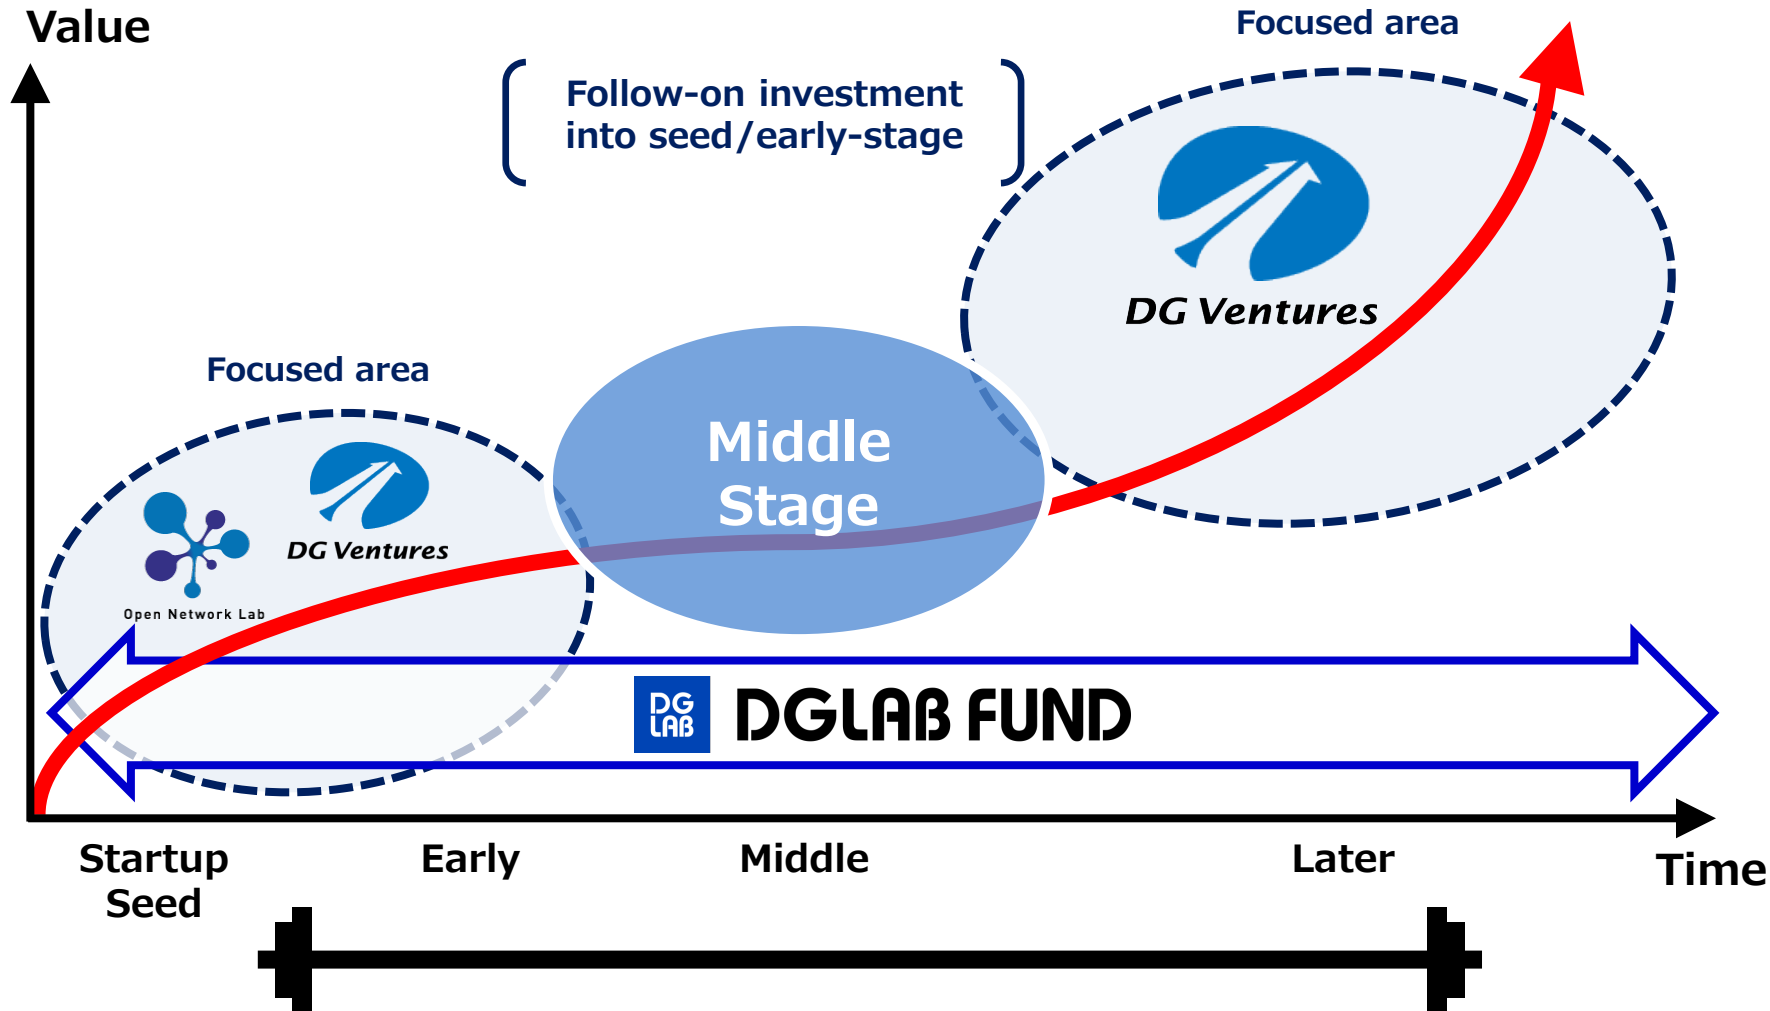 Value
Focused area
Follow-on investment
into seed/early-stage
DG Ventures
Focused area
Middle
Stage
DG Ventures
Open Network Lab
DG
LAB
DGLAB FUND
Startup
Seed
Early
Middle
Later
Time